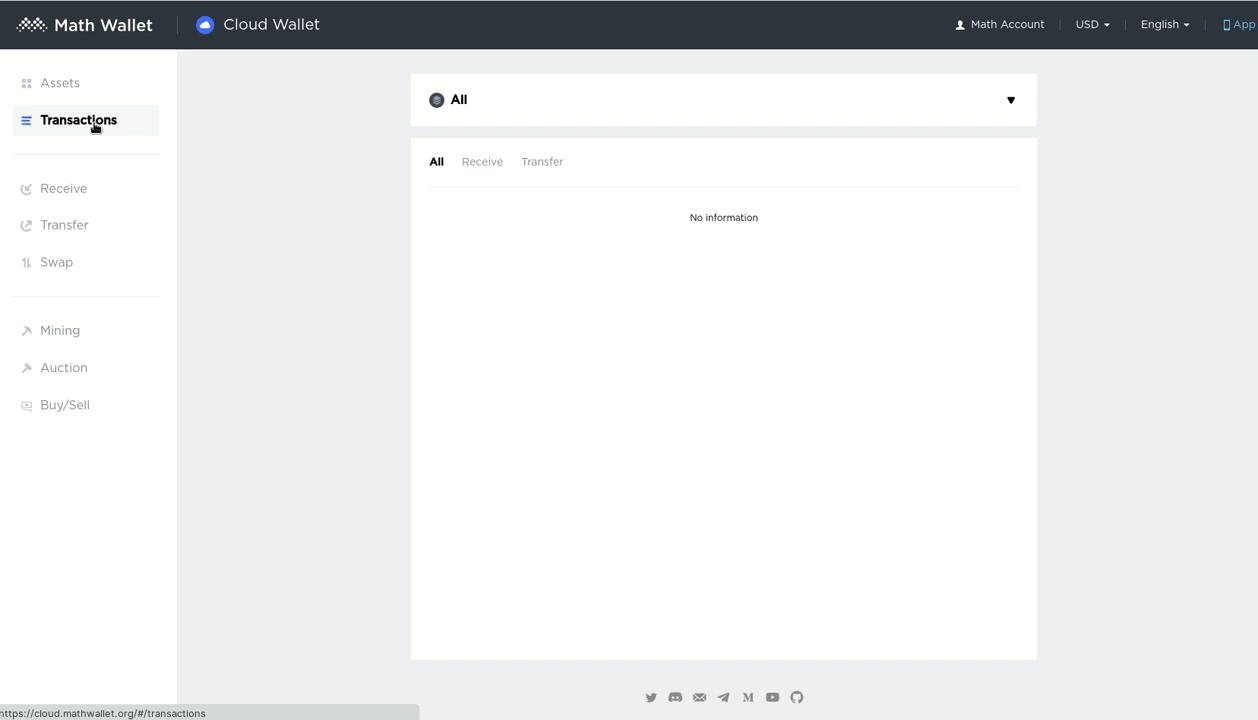 Math Wallet
Cloud Wallet
Math Account
USD
English
App
Assets
Transactions
Receive
Transfer
Swap
Mining
Auction
Buy/Sell
All
All Receive Transfer
No information
M
https://cloud.mathwallet.org/#/transactions